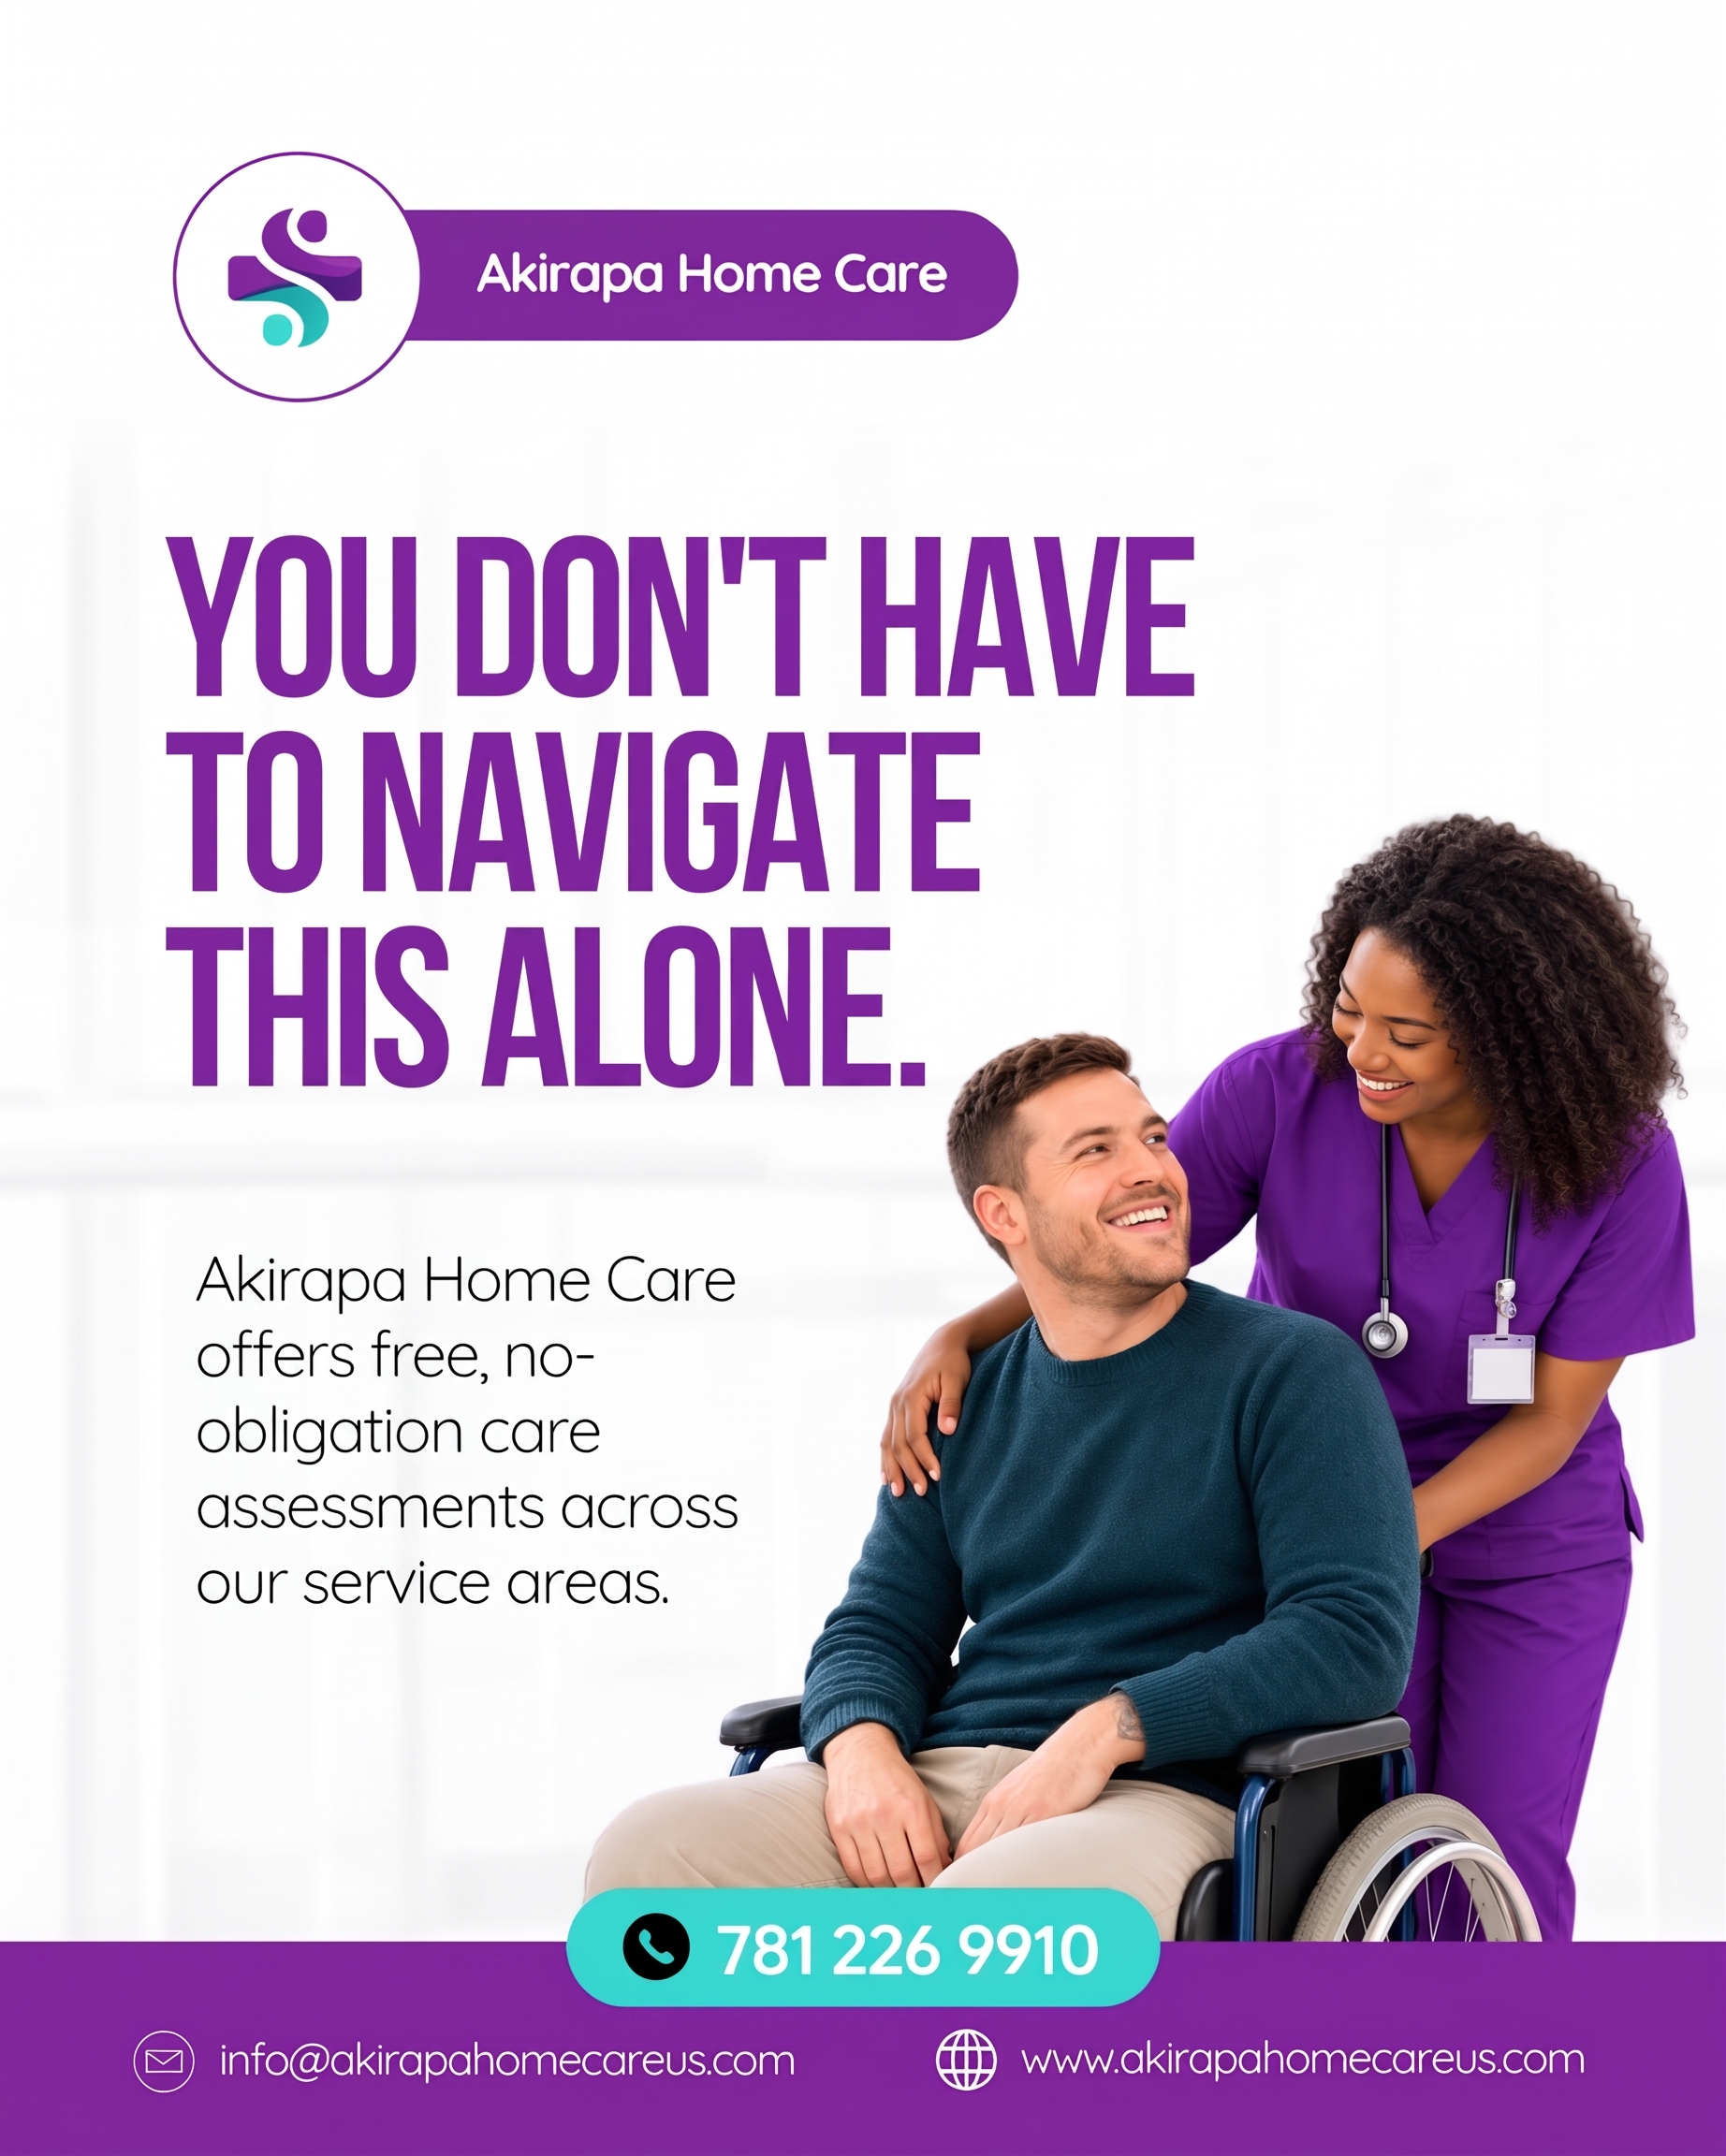 Akirapa Home Care
YOU DON'T HAVE
TO NAVIGATE
THIS ALONE.
Akirapa Home Care
offers free, no-
obligation care
assessments across
our service areas.
781 226 9910
info@akirapahomecareus.com
www.akirapahomecareus.com